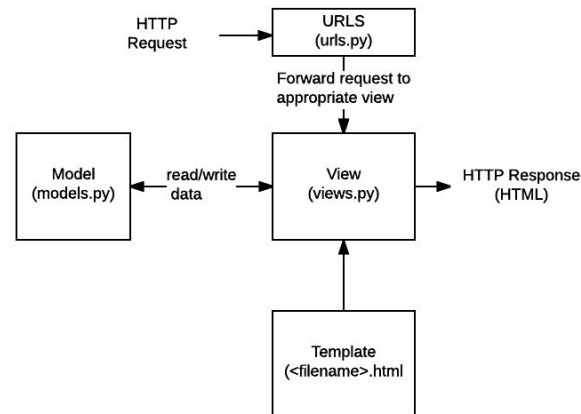 HTTP
Request
URLS
(urls.py)
Forward request to
appropriate view
Model
(models.py)
read/write
data
View
(views.py)
HTTP Response
(HTML)
Template
(<filename>.html